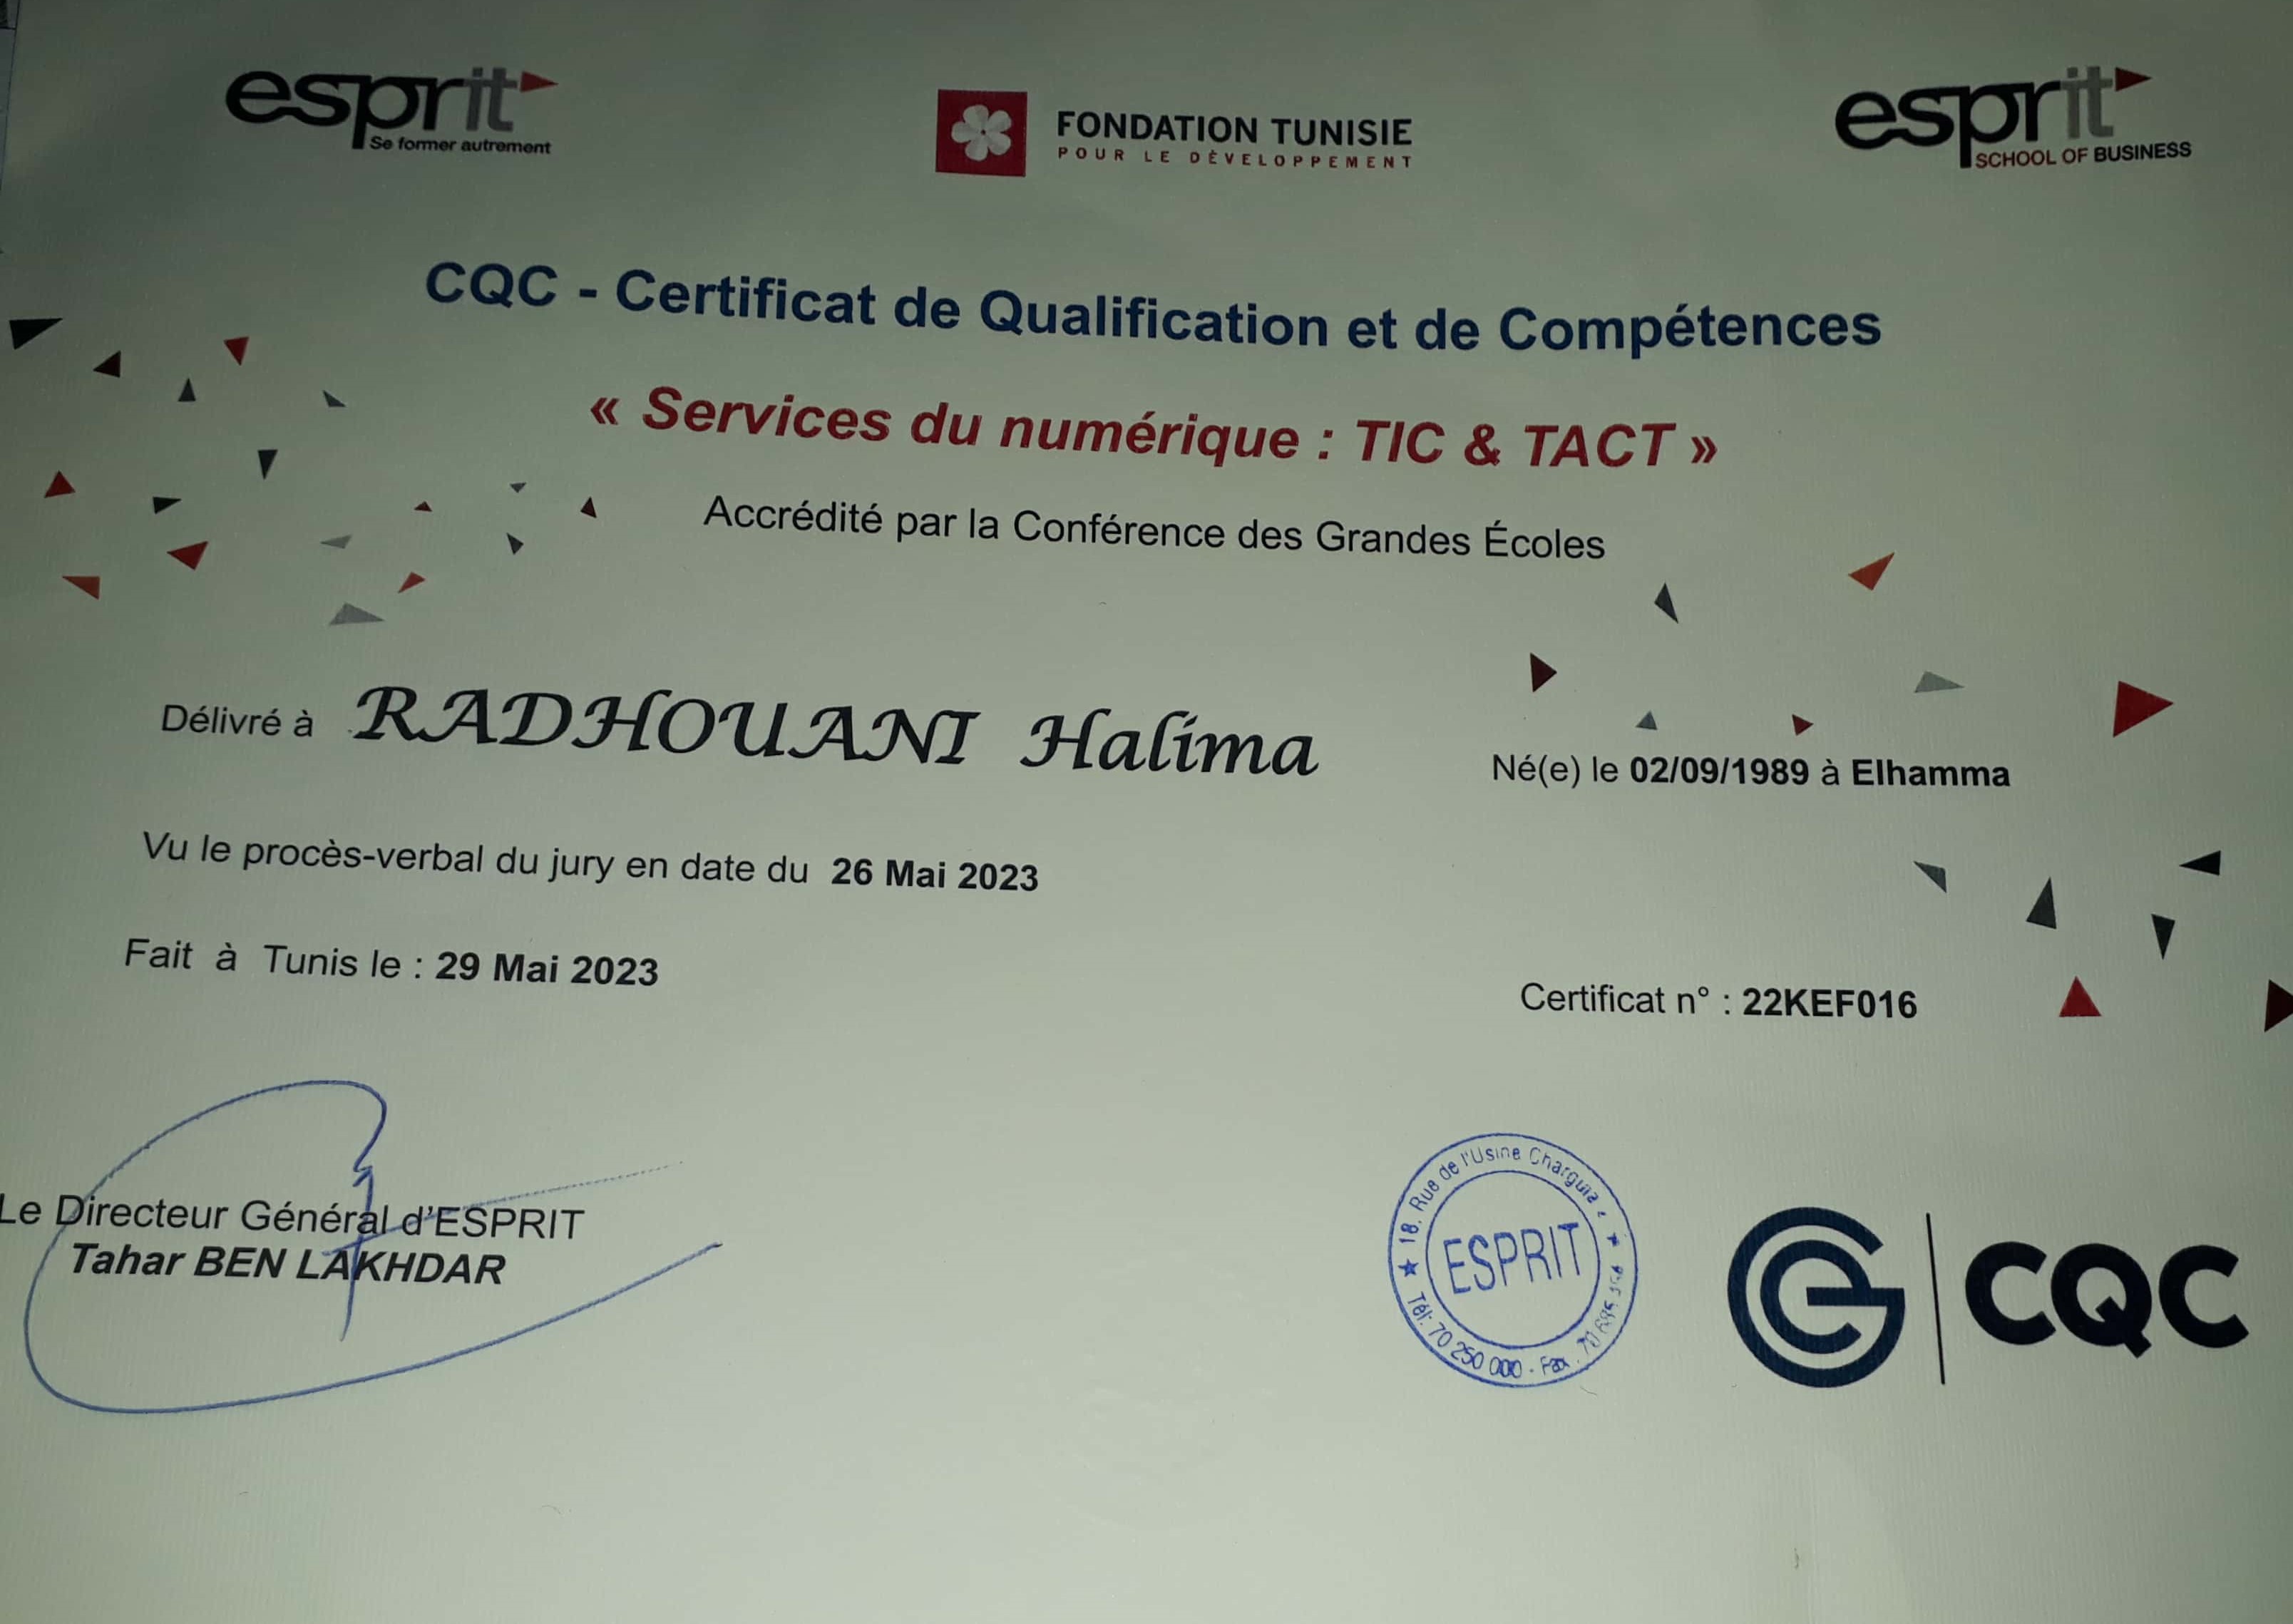 esprit
Se former autrement
FONDATION TUNISIE
POUR LE DÉVELOPPEMENT
esprit
SCHOOL OF BUSINESS
CQC - Certificat de Qualification et de Compétences
« Services du numérique : TIC & TACT »
Accrédité par la Conférence des Grandes Écoles
Délivré à RADHOUANI Halima
Né(e) le 02/09/1989 à Elhamma
Vu le procès-verbal du jury en date du 26 Mai 2023
Fait à Tunis le : 29 Mai 2023
Certificat n° : 22KEF016
Le Directeur Général d'ESPRIT
Tahar BEN LAKHDAR
18, Rue de l'Usine Charguia 2
ESPRIT
Tél: 70 250 000 - Fax
CQC